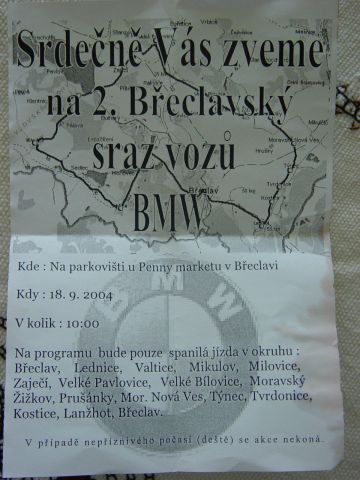 Srdečně Vás zveme
na 2. Břeclavský
sraz vozů
BMW
Břeclav
Kde : Na parkovišti u Penny marketu v Břeclavi
Kdy : 18. 9. 2004
V kolik : 10:00
BMW
Na programu bude pouze spanilá jízda v okruhu :
Břeclav, Lednice, Valtice, Mikulov, Milovice,
Zaječí, Velké Pavlovice, Velké Bílovice, Moravský
Žižkov, Prušánky, Mor. Nová Ves, Týnec, Tvrdonice,
Kostice, Lanžhot, Břeclav.
V případě nepříznivého počasí (deště) se akce nekoná.